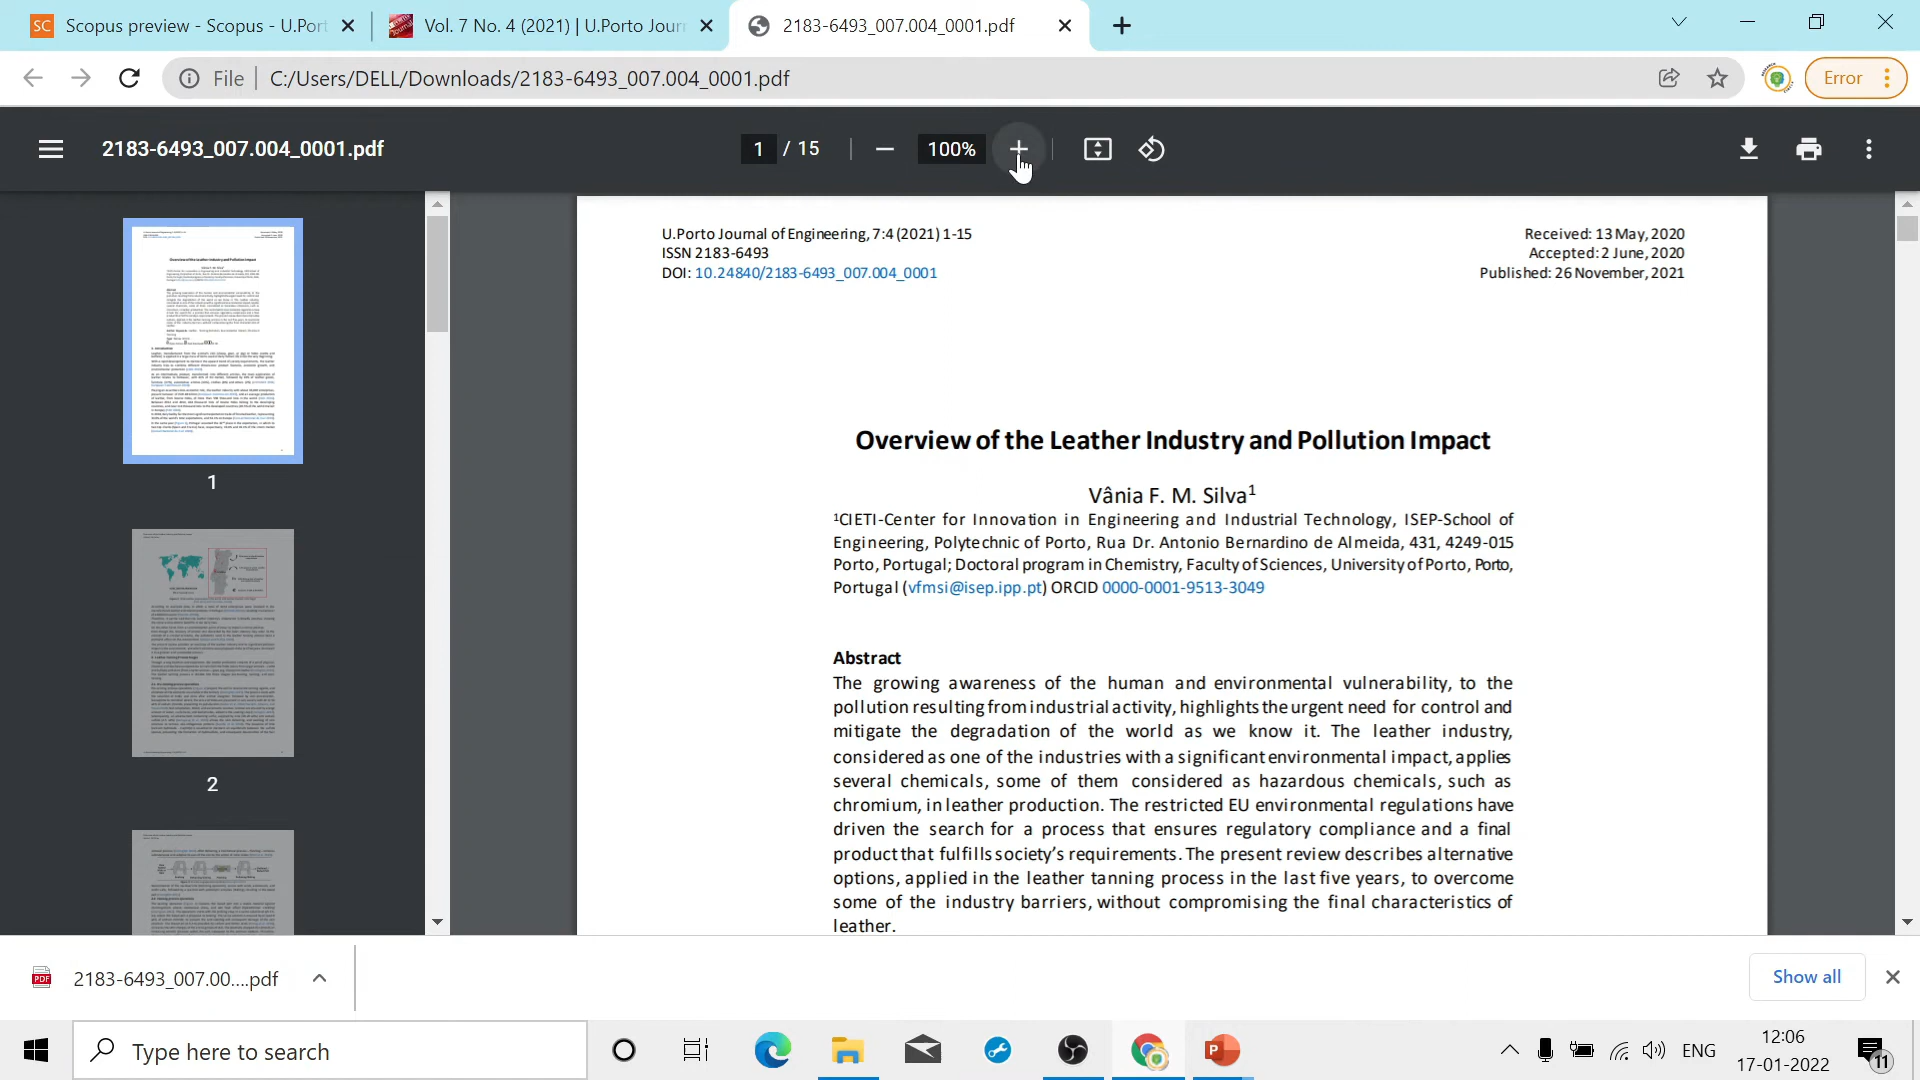 Scopus preview - Scopus - U.Port
Vol. 7 No. 4 (2021) | U.Porto Jour
2183-6493_007.004_0001.pdf
File
C:/Users/DELL/Downloads/2183-6493_007.004_0001.pdf
Error
2183-6493_007.004_0001.pdf
1 / 15
100%
1
2
U.Porto Journal of Engineering, 7:4 (2021) 1-15
ISSN 2183-6493
DOI: 10.24840/2183-6493_007.004_0001
Received: 13 May, 2020
Accepted: 2 June, 2020
Published: 26 November, 2021
Overview of the Leather Industry and Pollution Impact
Vânia F. M. Silva¹
¹CIETI-Center for Innovation in Engineering and Industrial Technology, ISEP-School of
Engineering, Polytechnic of Porto, Rua Dr. Antonio Bernardino de Almeida, 431, 4249-015
Porto, Portugal; Doctoral program in Chemistry, Faculty of Sciences, University of Porto, Porto,
Portugal (vfmsi@isep.ipp.pt) ORCID 0000-0001-9513-3049
Abstract
The growing awareness of the human and environmental vulnerability, to the
pollution resulting from industrial activity, highlights the urgent need for control and
mitigate the degradation of the world as we know it. The leather industry,
considered as one of the industries with a significant environmental impact, applies
several chemicals, some of them considered as hazardous chemicals, such as
chromium, in leather production. The restricted EU environmental regulations have
driven the search for a process that ensures regulatory compliance and a final
product that fulfills society's requirements. The present review describes alternative
options, applied in the leather tanning process in the last five years, to overcome
some of the industry barriers, without compromising the final characteristics of
leather.
2183-6493_007.00....pdf
Show all
Type here to search
ENG
12:06
17-01-2022
11